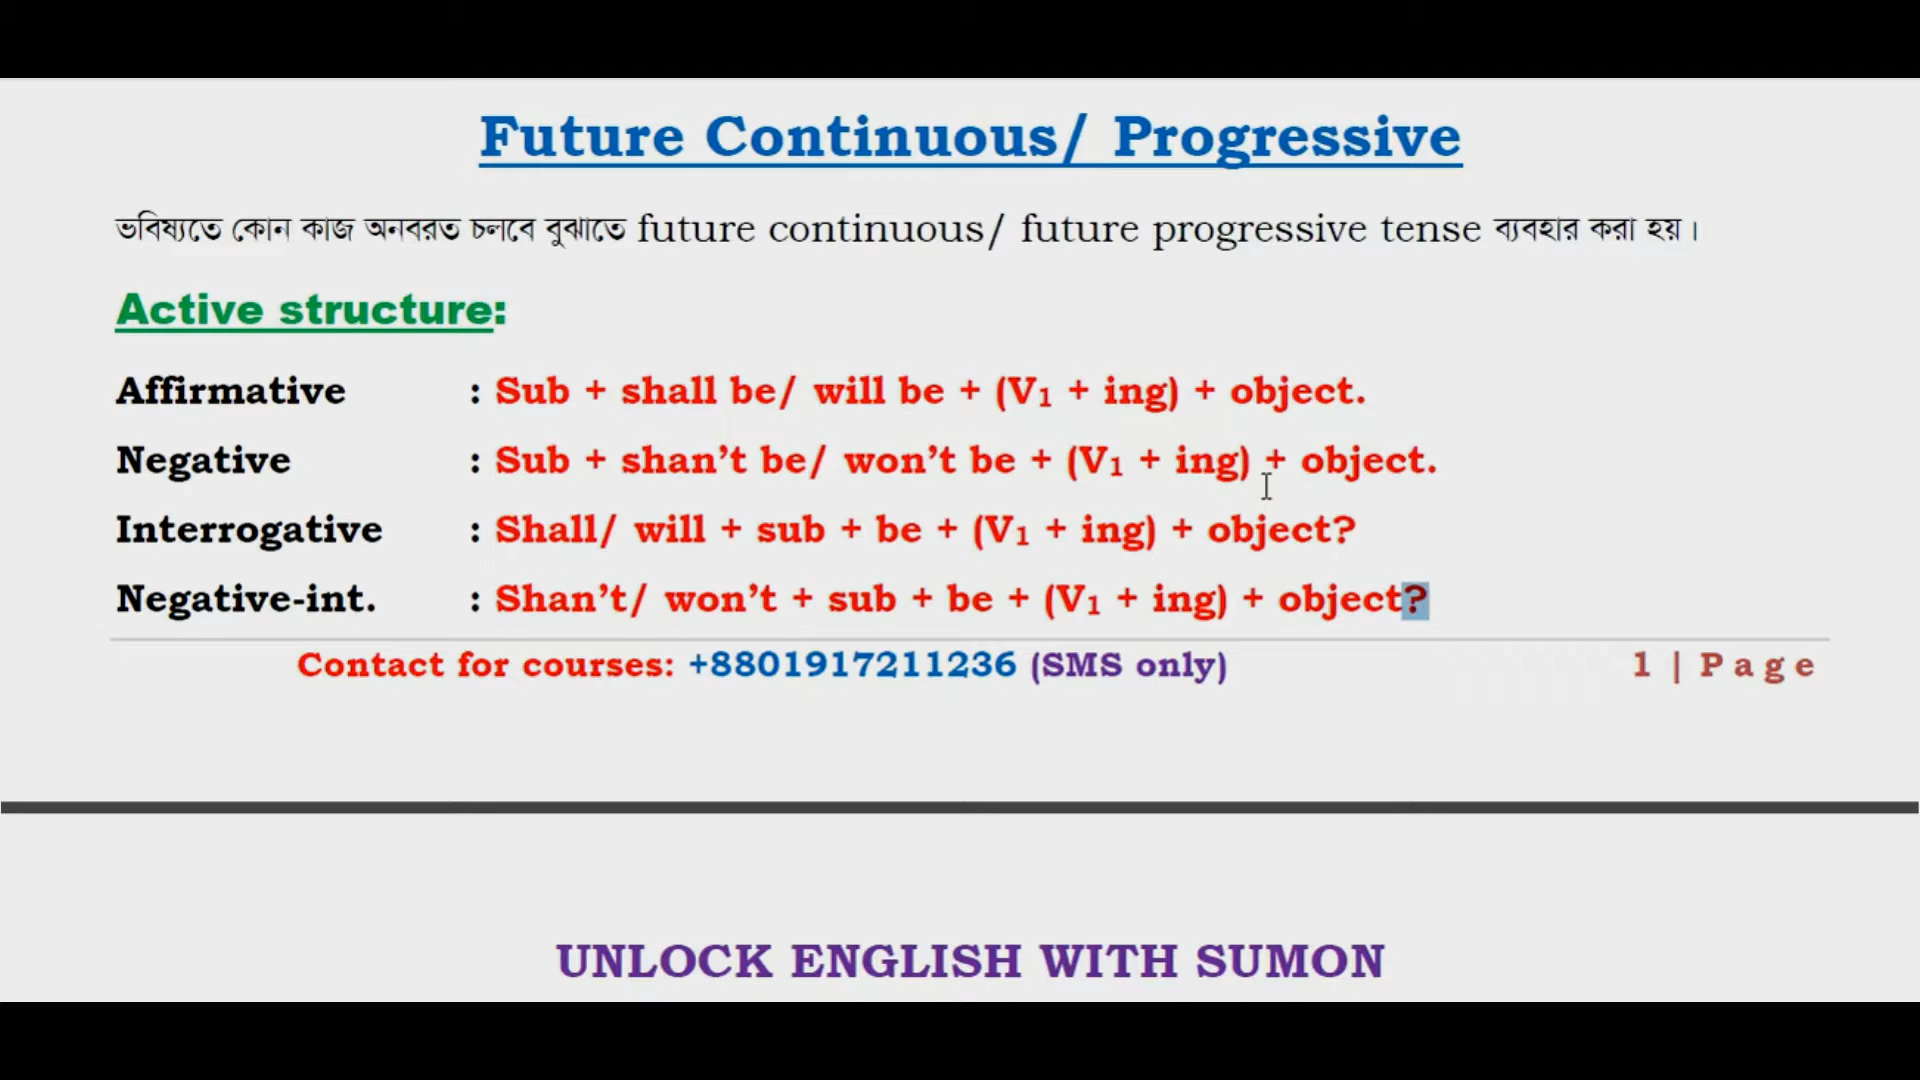 Future Continuous/ Progressive
ভবিষ্যতে কোন কাজ অনবরত চলবে বুঝাতে future continuous/ future progressive tense ব্যবহার করা হয়।
Active structure:
Affirmative : Sub + shall be/ will be + (V₁ + ing) + object.
Negative : Sub + shan’t be/ won’t be + (V₁ + ing) + object.
Interrogative : Shall/ will + sub + be + (V₁ + ing) + object?
Negative-int. : Shan’t/ won’t + sub + be + (V₁ + ing) + object?
Contact for courses: +8801917211236 (SMS only) 1 | P a g e
UNLOCK ENGLISH WITH SUMON